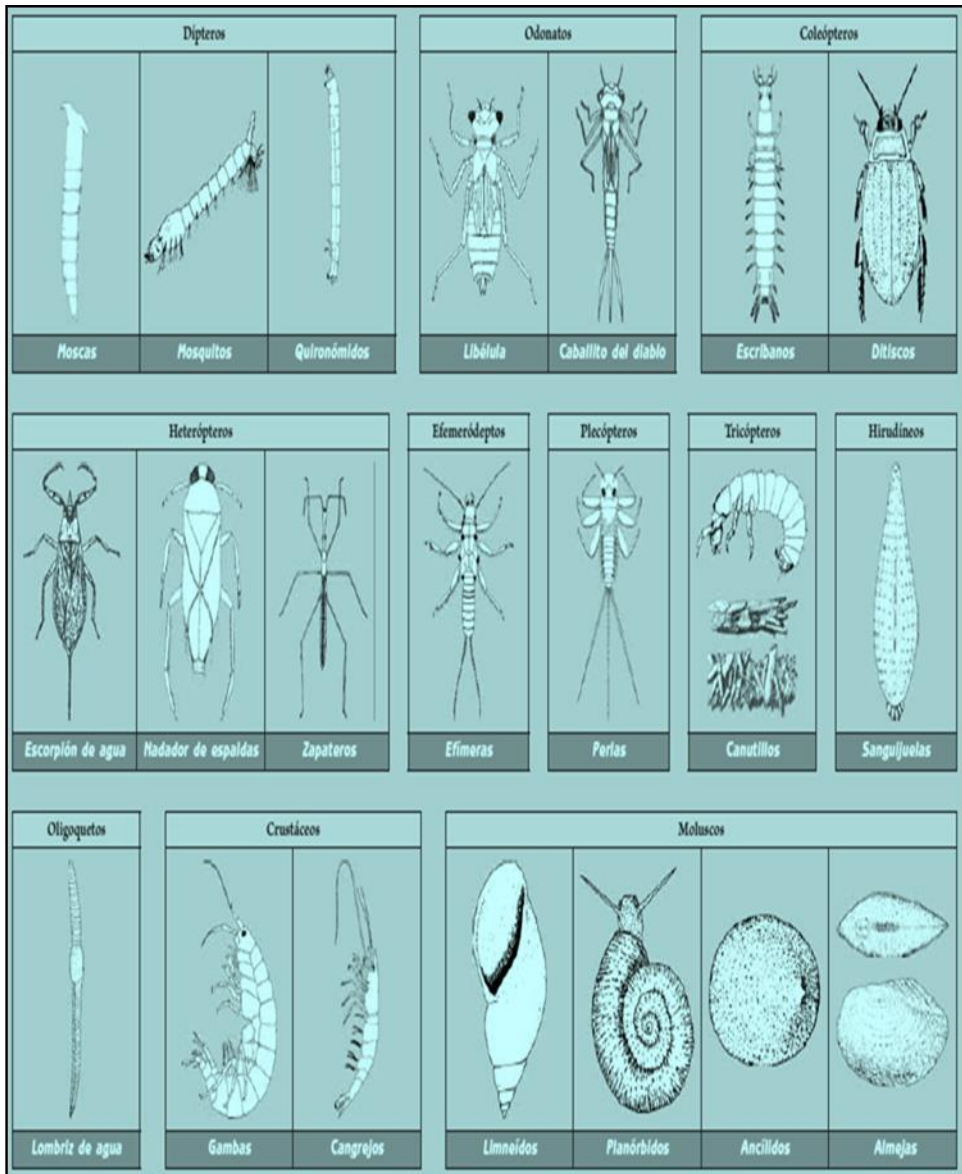 Dípteros
Odonatos
Coleópteros
Moscas
Mosquitos
Quironómidos
Libélula
Caballito del diablo
Escribanos
Ditiscos
Heterópteros
Efemeródeptos
Plecópteros
Tricópteros
Hirudíneos
Escorpión de agua
Nadador de espaldas
Zapateros
Efímeras
Perlas
Canutillos
Sanguijuelas
Oligoquetos
Crustáceos
Moluscos
Lombriz de agua
Gambas
Cangrejos
Limneidos
Planórbidos
Ancílidos
Almejas